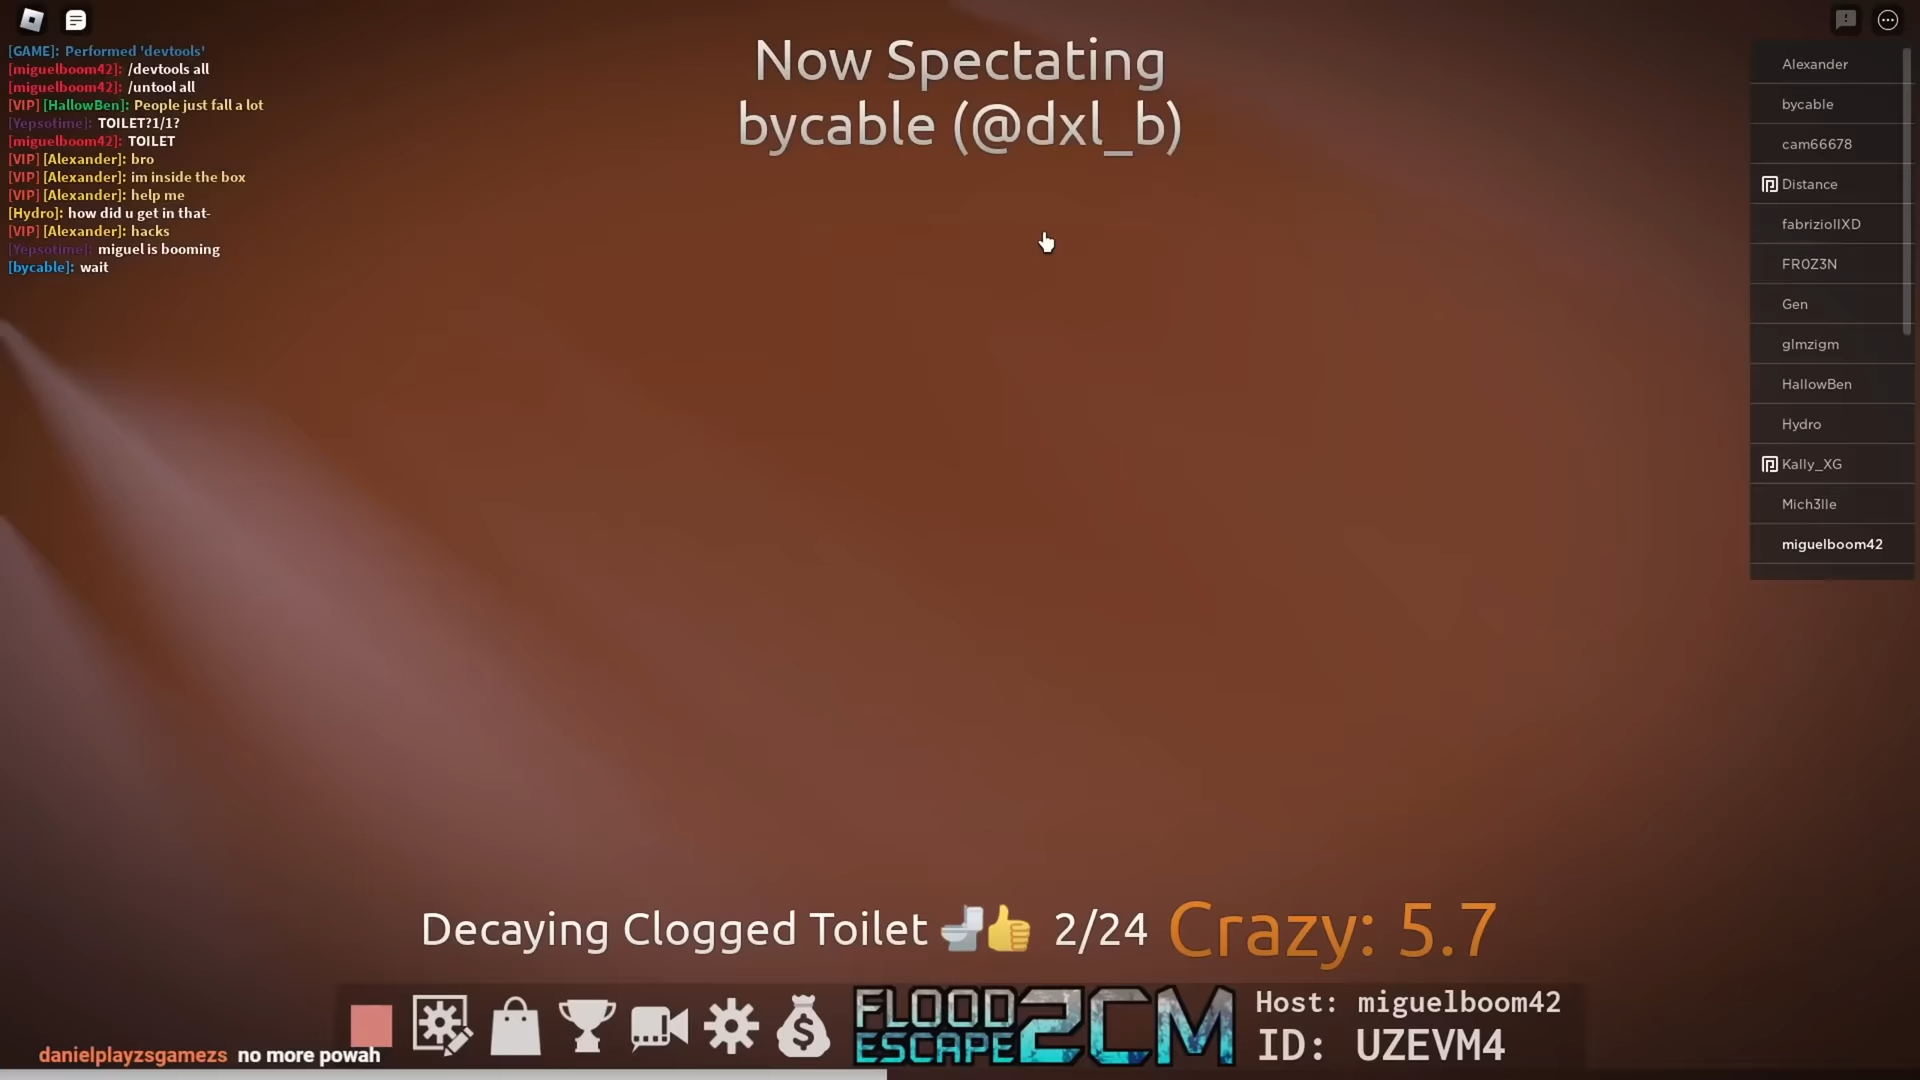 [GAME]: Performed 'devtools'
[miguelboom42]: /devtools all
[miguelboom42]: /untool all
[VIP] [HallowBen]: People just fall a lot
[Yepsotime]: TOILET?1/1?
[miguelboom42]: TOILET
[VIP] [Alexander]: bro
[VIP] [Alexander]: im inside the box
[VIP] [Alexander]: help me
[Hydro]: how did u get in that-
[VIP] [Alexander]: hacks
[Yepsotime]: miguel is booming
[bycable]: wait
Now Spectating
bycable (@dxl_b)
Alexander
bycable
cam66678
Distance
fabriziollXD
FR0Z3N
Gen
glmzigm
HallowBen
Hydro
Kally_XG
Mich3lle
miguelboom42
Decaying Clogged Toilet 🚽👍 2/24 Crazy: 5.7
FLOOD ESCAPE 2CM
Host: miguelboom42
ID: UZEVM4
danielplayzsgamezs no more powah